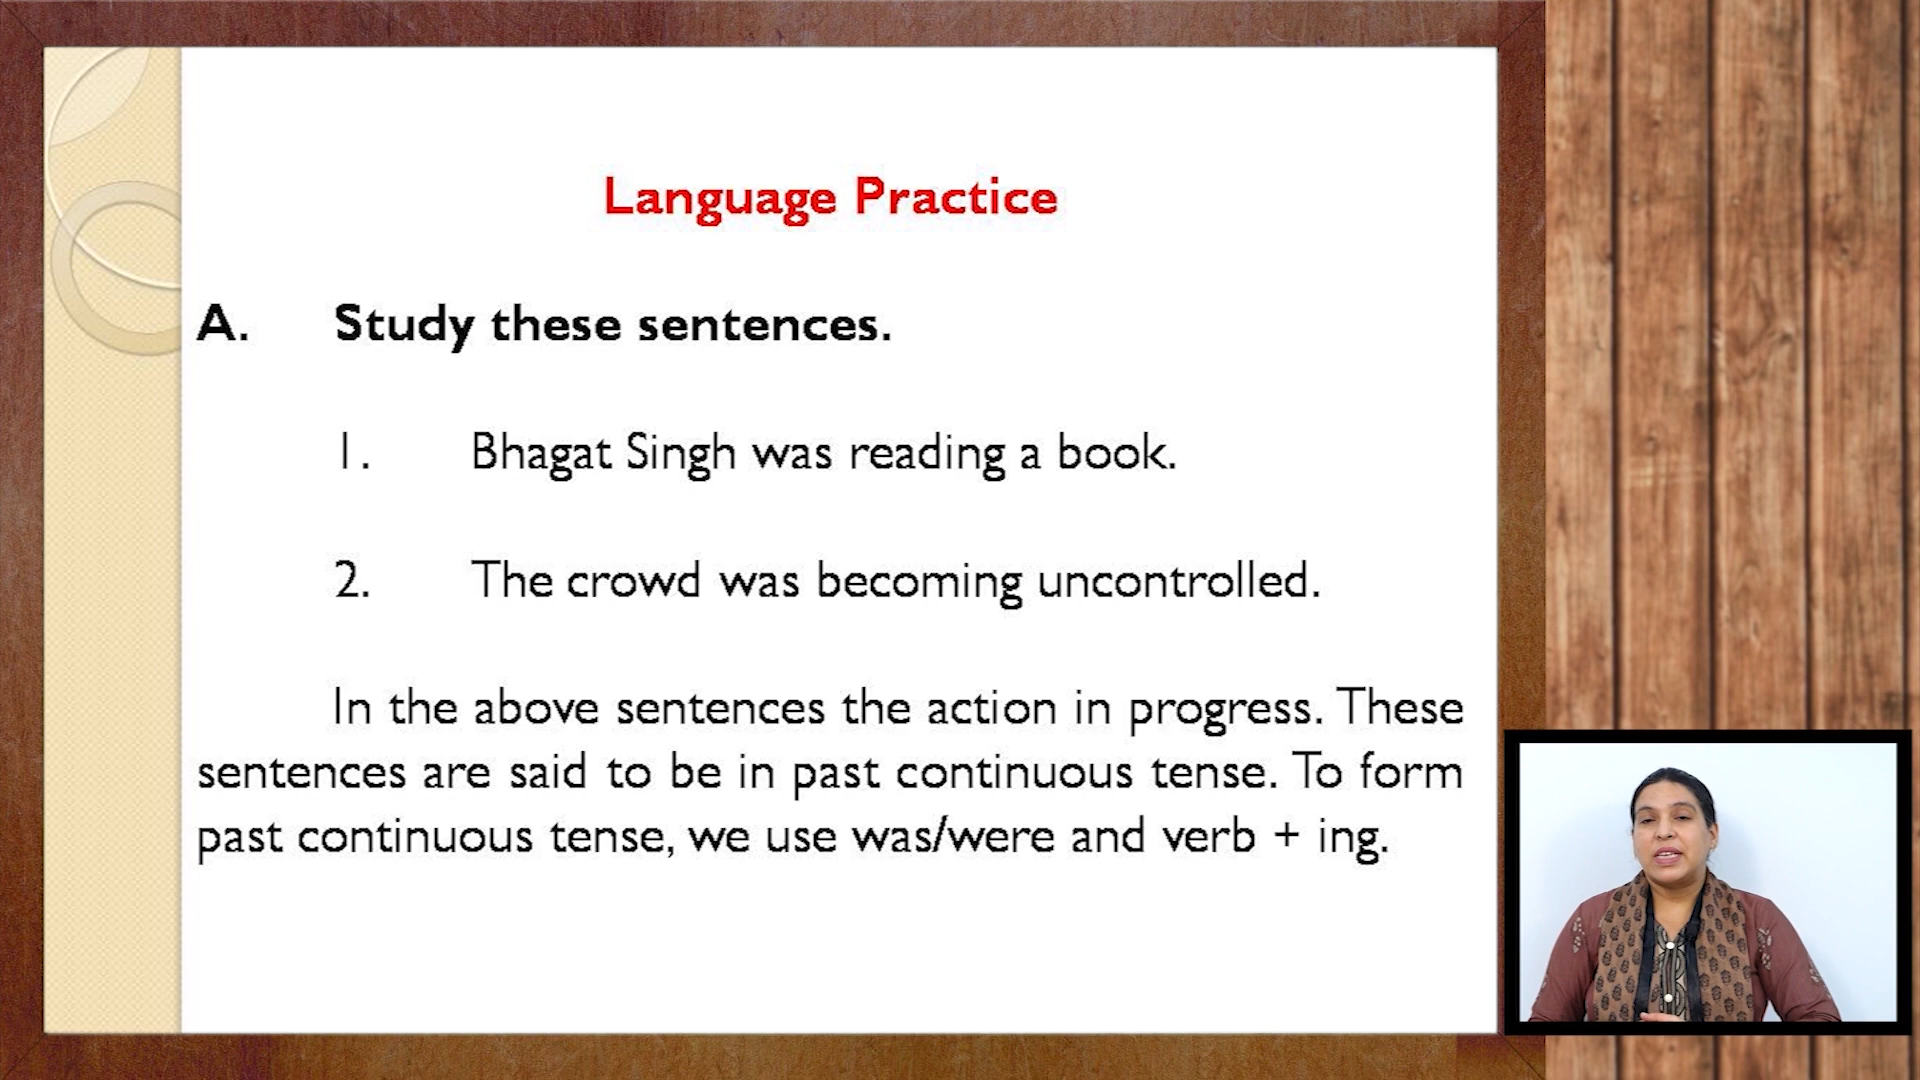 Language Practice
A. Study these sentences.
1. Bhagat Singh was reading a book.
2. The crowd was becoming uncontrolled.
In the above sentences the action in progress. These
sentences are said to be in past continuous tense. To form
past continuous tense, we use was/were and verb + ing.